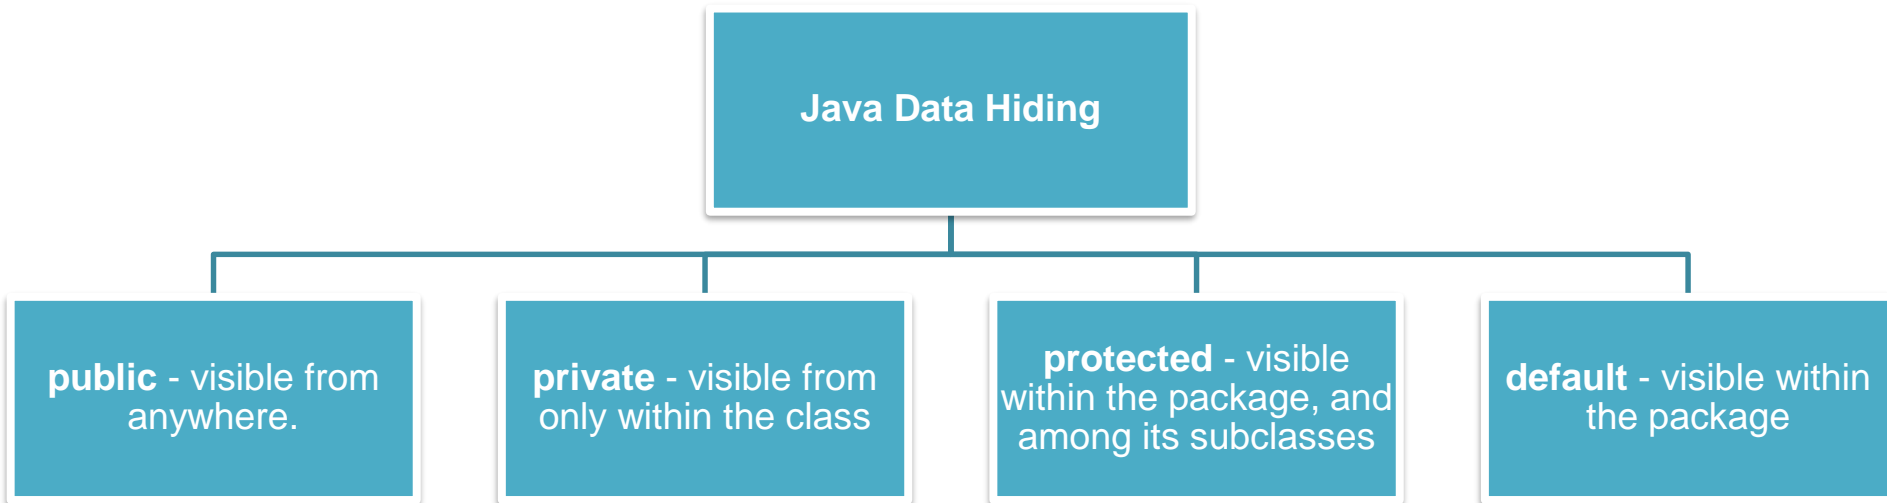 Java Data Hiding
public - visible from
anywhere.
private - visible from
only within the class
protected - visible
within the package, and
among its subclasses
default - visible within
the package